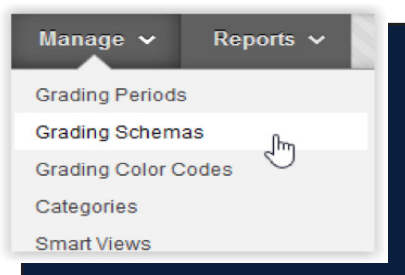 Manage Reports
Grading Periods
Grading Schemas
Grading Color Codes
Categories
Smart Views